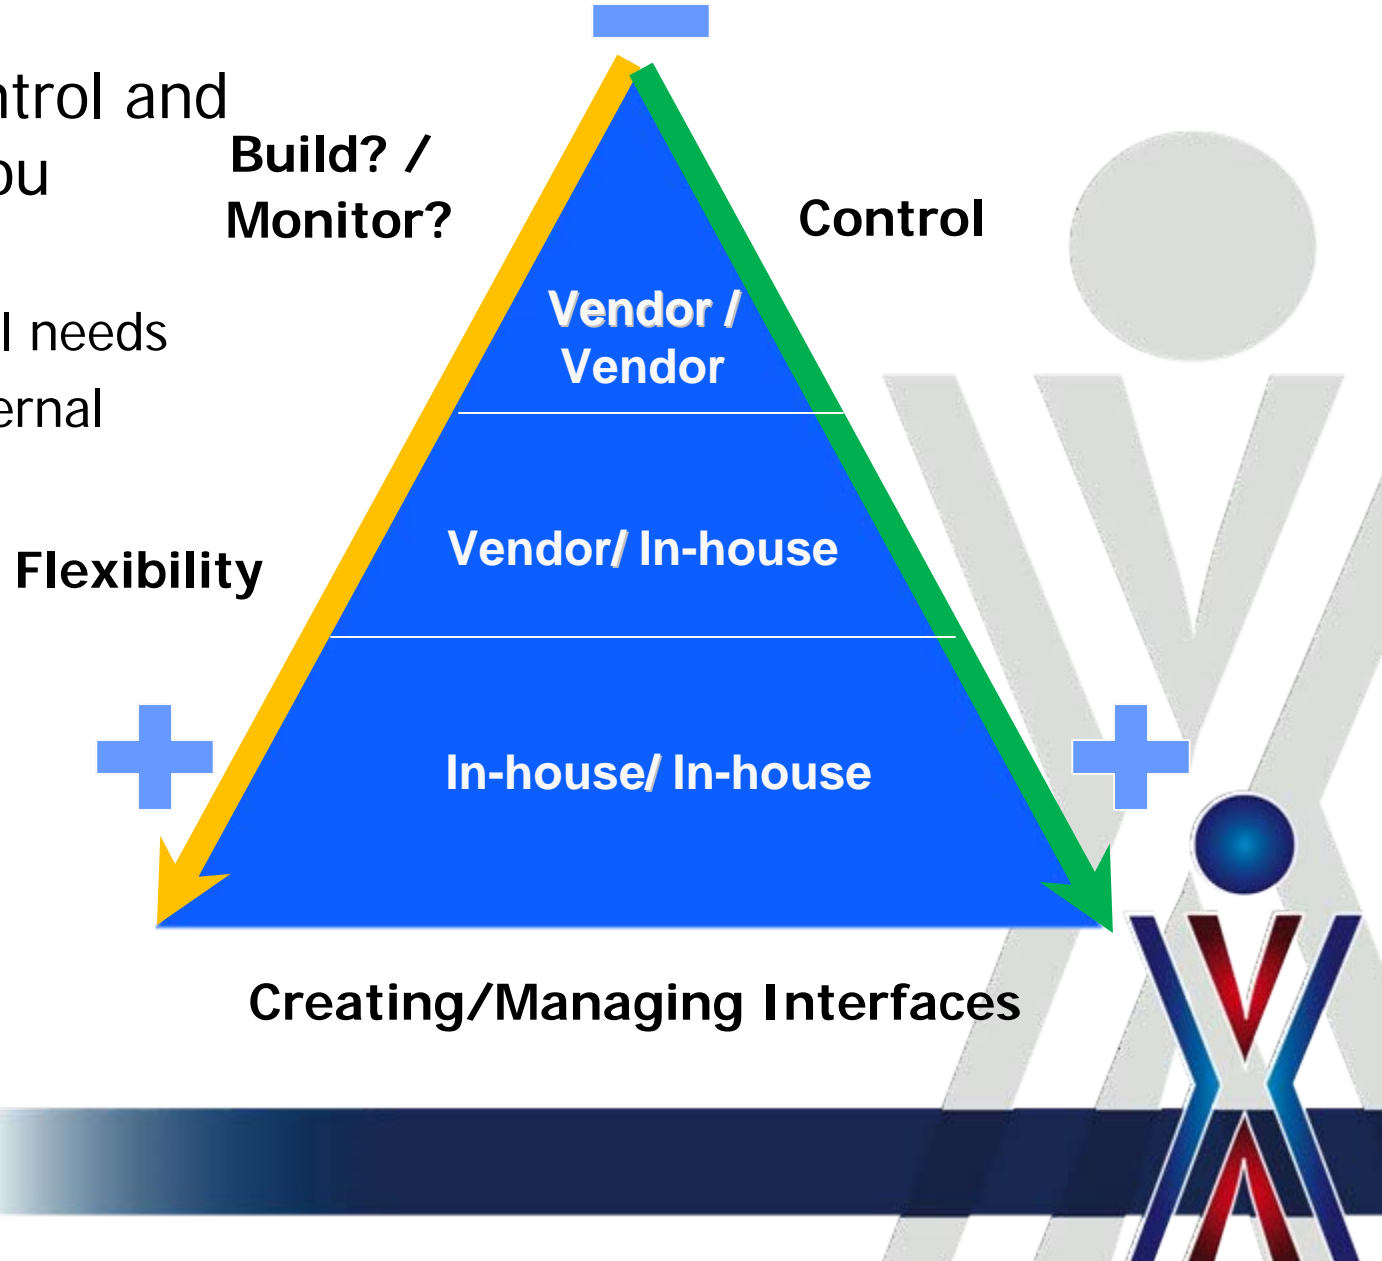 ntrol and
ou
Build? /
Monitor?
Control
l needs
ernal
Vendor /
Vendor
Flexibility
Vendor/ In-house
In-house/ In-house
Creating/Managing Interfaces